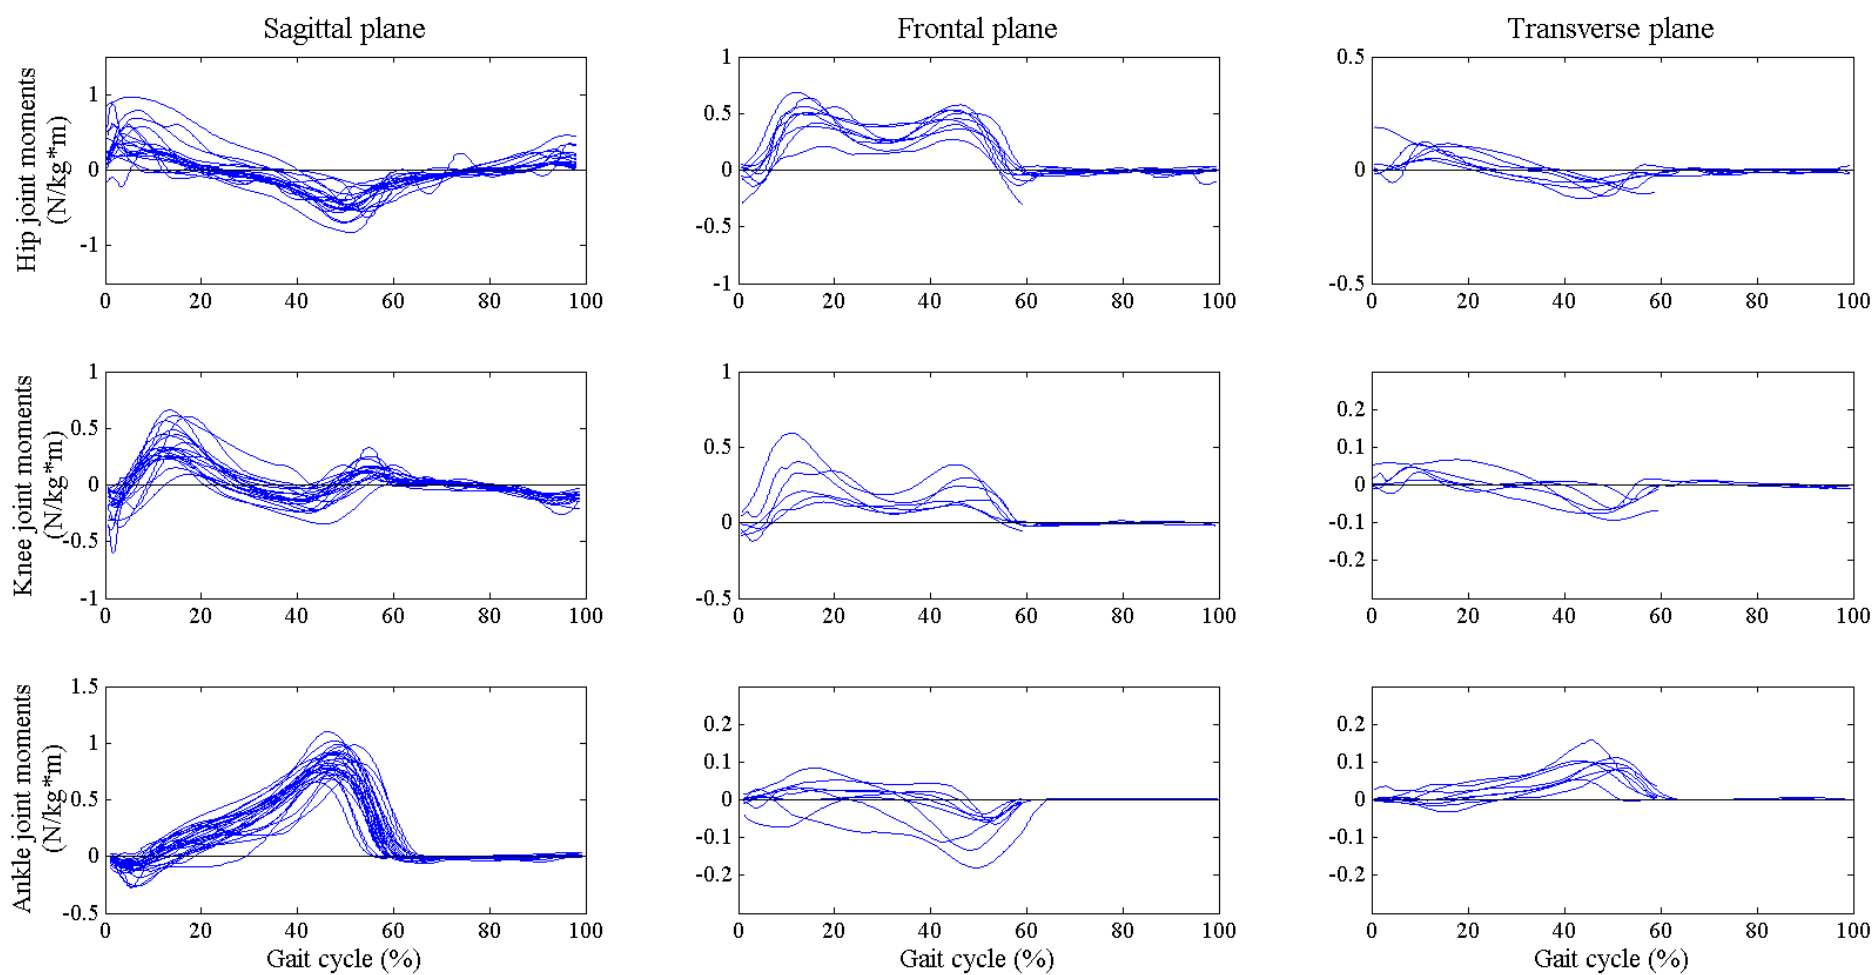 Sagittal plane
Frontal plane
Transverse plane
Hip joint moments
(N/kg*m)
1
0
-1
0 20 40 60 80 100
1
0.5
0
-0.5
-1
0 20 40 60 80 100
0.5
0
-0.5
0 20 40 60 80 100
Knee joint moments
(N/kg*m)
1
0.5
0
-0.5
-1
0 20 40 60 80 100
1
0.5
0
-0.5
0 20 40 60 80 100
0.2
0.1
0
-0.1
-0.2
0 20 40 60 80 100
Ankle joint moments
(N/kg*m)
1.5
1
0.5
0
-0.5
0 20 40 60 80 100
Gait cycle (%)
0.2
0.1
0
-0.1
-0.2
0 20 40 60 80 100
Gait cycle (%)
0.2
0.1
0
-0.1
-0.2
0 20 40 60 80 100
Gait cycle (%)